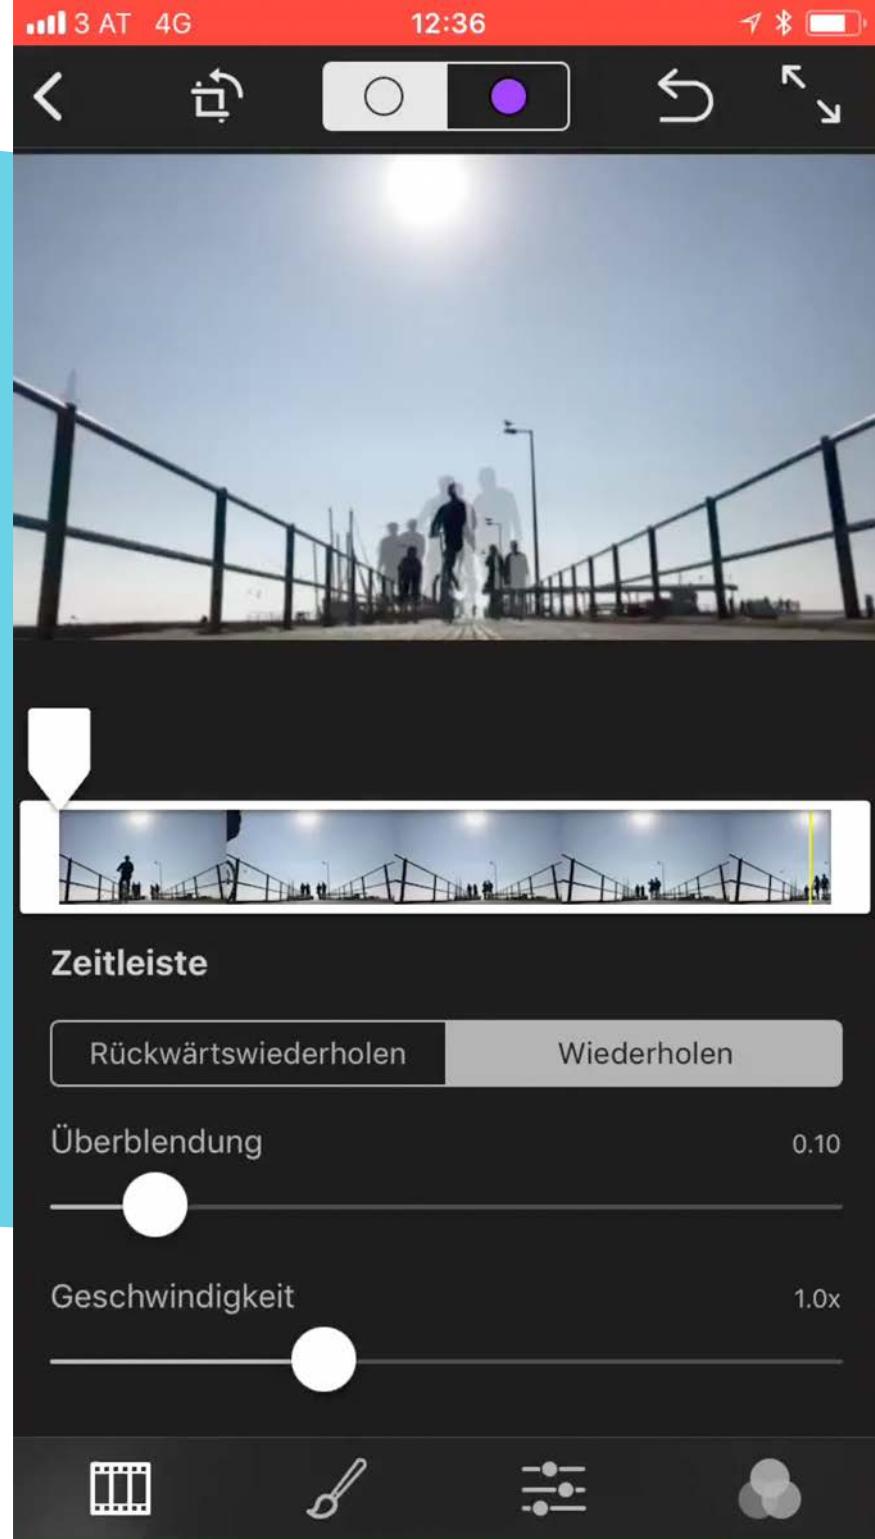 3 AT 4G 12:36
Zeitleiste
Rückwärtswiederholen Wiederholen
Überblendung 0.10
Geschwindigkeit 1.0x